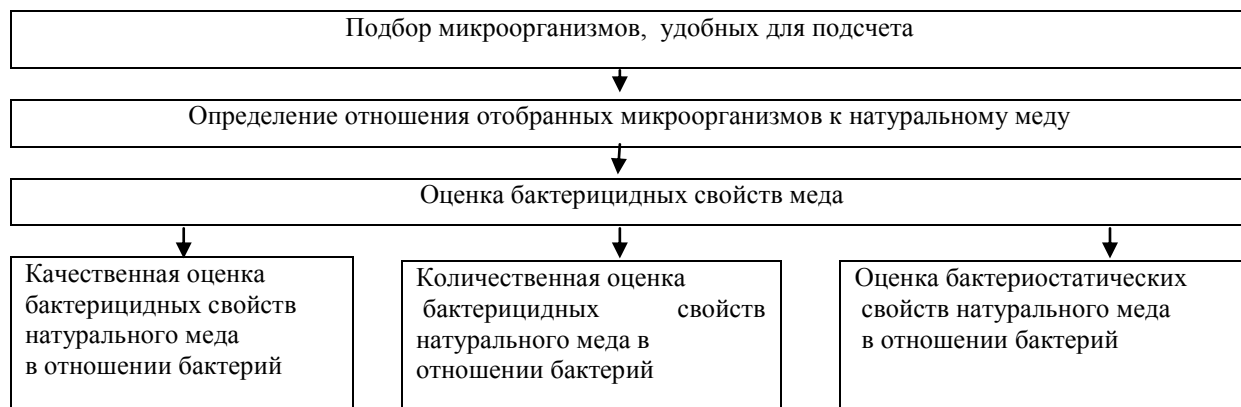 Подбор микроорганизмов, удобных для подсчета
Определение отношения отобранных микроорганизмов к натуральному меду
Оценка бактерицидных свойств меда
Качественная оценка
бактерицидных свойств
натурального меда
в отношении бактерий
Количественная оценка
бактерицидных свойств
натурального меда в
отношении бактерий
Оценка бактериостатических
свойств натурального меда
в отношении бактерий